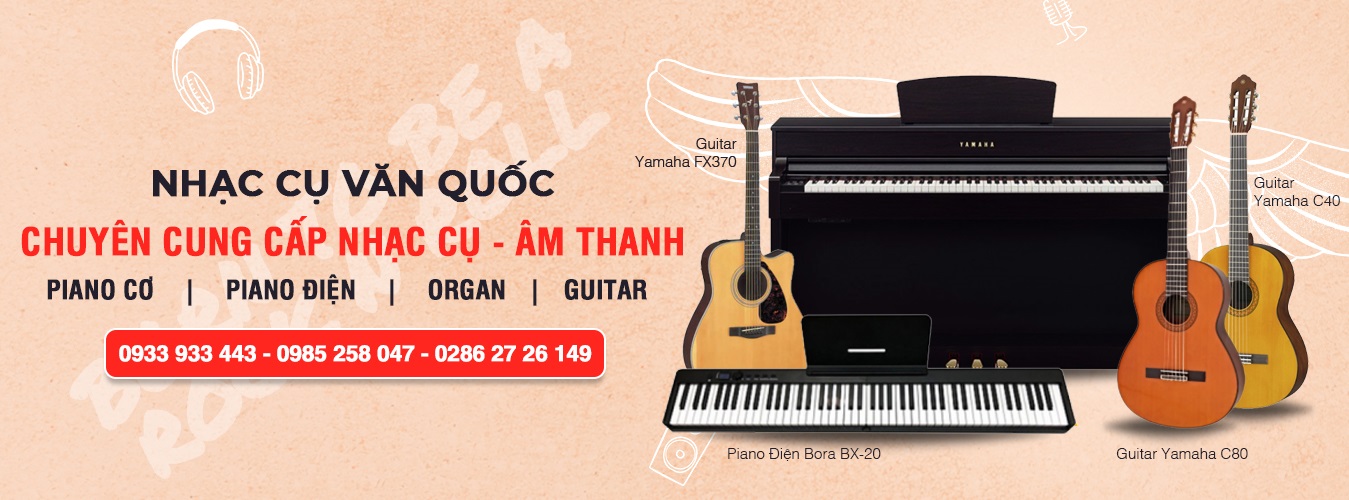 NHẠC CỤ VĂN QUỐC
CHUYÊN CUNG CẤP NHẠC CỤ - ÂM THANH
PIANO CƠ | PIANO ĐIỆN | ORGAN | GUITAR
0933 933 443 - 0985 258 047 - 0286 27 26 149
Guitar
Yamaha FX370
YAMAHA
Guitar
Yamaha C40
Piano Điện Bora BX-20
Guitar Yamaha C80